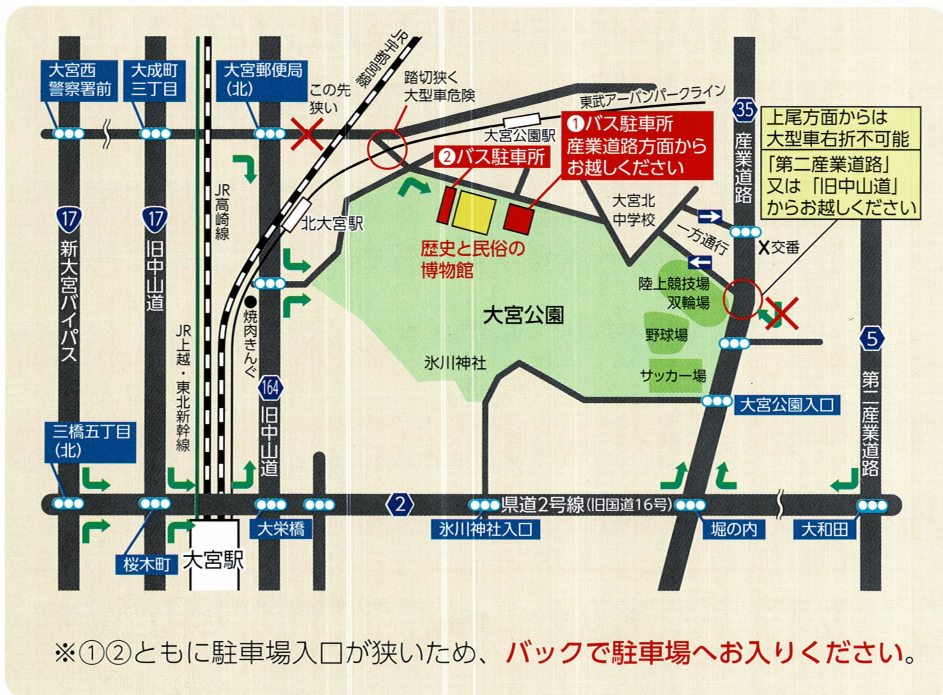 大宮西
警察署前
大成町
三丁目
大宮郵便局
(北)
この先
狭い
JR宇都宮線
踏切狭く
大型車危険
東武アーバンパークライン
大宮公園駅
❶バス駐車所
産業道路方面から
お越しください
❷バス駐車所
35
産業道路
上尾方面からは
大型車右折不可能
「第二産業道路」
又は「旧中山道」
からお越しください
大宮北
中学校
一方通行
X交番
17
新大宮バイパス
17
旧中山道
JR高崎線
北大宮駅
歴史と民俗の
博物館
陸上競技場
双輪場
大宮公園
野球場
サッカー場
氷川神社
焼肉きんぐ
JR上越・東北新幹線
164
旧中山道
5
第二産業道路
大宮公園入口
三橋五丁目
(北)
2
県道2号線(旧国道16号)
桜木町
大宮駅
大栄橋
氷川神社入口
堀の内
大和田
※①②ともに駐車場入口が狭いため、バックで駐車場へお入りください。